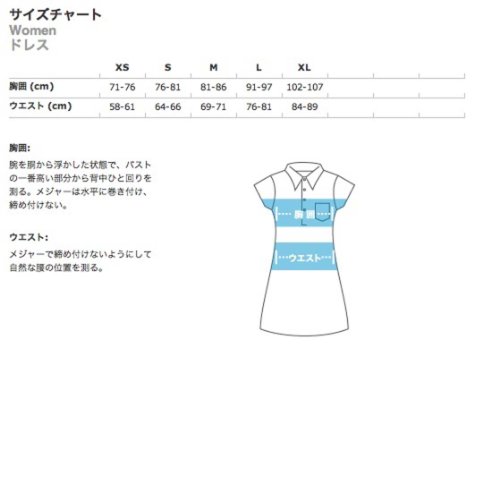 サイズチャート
Women
ドレス
XS S M L XL
胸囲 (cm) 71-76 76-81 81-86 91-97 102-107
ウエスト (cm) 58-61 64-66 69-71 76-81 84-89
胸囲:
腕を胴から浮かした状態で、バスト
の一番高い部分から背中ひと回りを
測る。メジャーは水平に巻き付け、
締め付けない。
ウエスト:
メジャーで締め付けないようにして
自然な腰の位置を測る。
胸囲
ウエスト